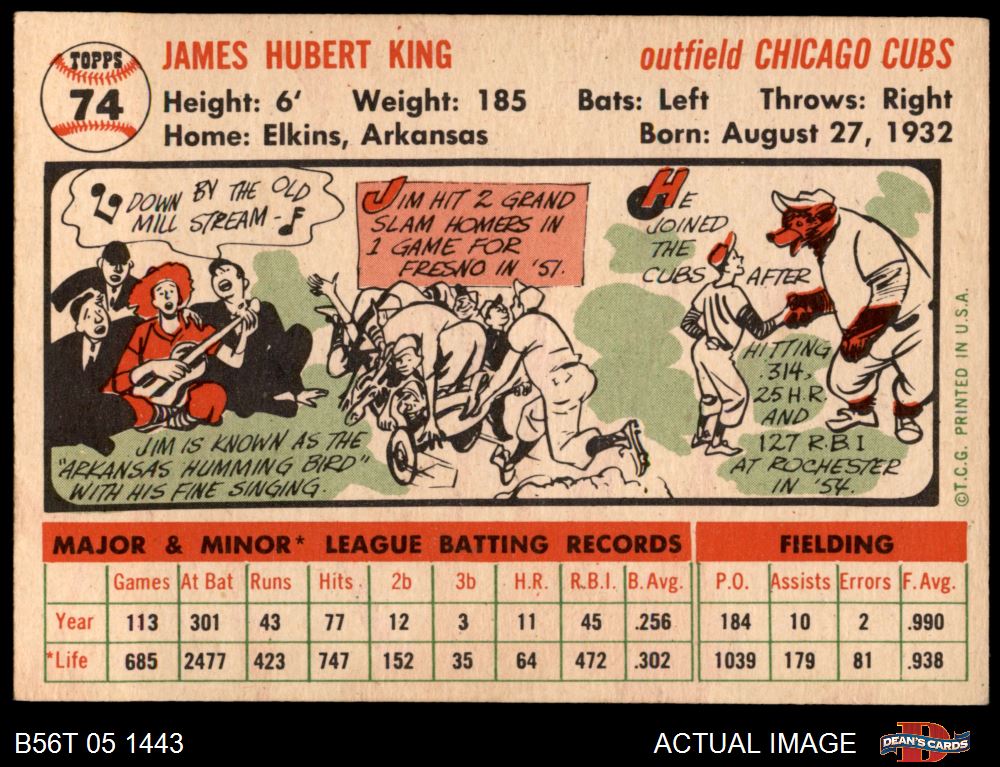 TOPPS
74
JAMES HUBERT KING
outfield CHICAGO CUBS
Height: 6' Weight: 185 Bats: Left Throws: Right
Home: Elkins, Arkansas Born: August 27, 1932
DOWN BY THE OLD
MILL STREAM-
JIM IS KNOWN AS THE
"ARKANSAS HUMMING BIRD"
WITH HIS FINE SINGING.
JIM HIT 2 GRAND
SLAM HOMERS IN
1 GAME FOR
FRESNO IN '51.
HE
JOINED
THE
CUBS AFTER
HITTING
.314,
25 H.R.
AND
127 R.B.I
AT ROCHESTER
IN '54.
©T.C.G. PRINTED IN U.S.A.
MAJOR & MINOR* LEAGUE BATTING RECORDS FIELDING
Games At Bat Runs Hits 2b 3b H.R. R.B.I. B.Avg. P.O. Assists Errors F.Avg.
Year 113 301 43 77 12 3 11 45 .256 184 10 2 .990
*Life 685 2477 423 747 152 35 64 472 .302 1039 179 81 .938
B56T 05 1443
ACTUAL IMAGE
D
DEAN'S CARDS